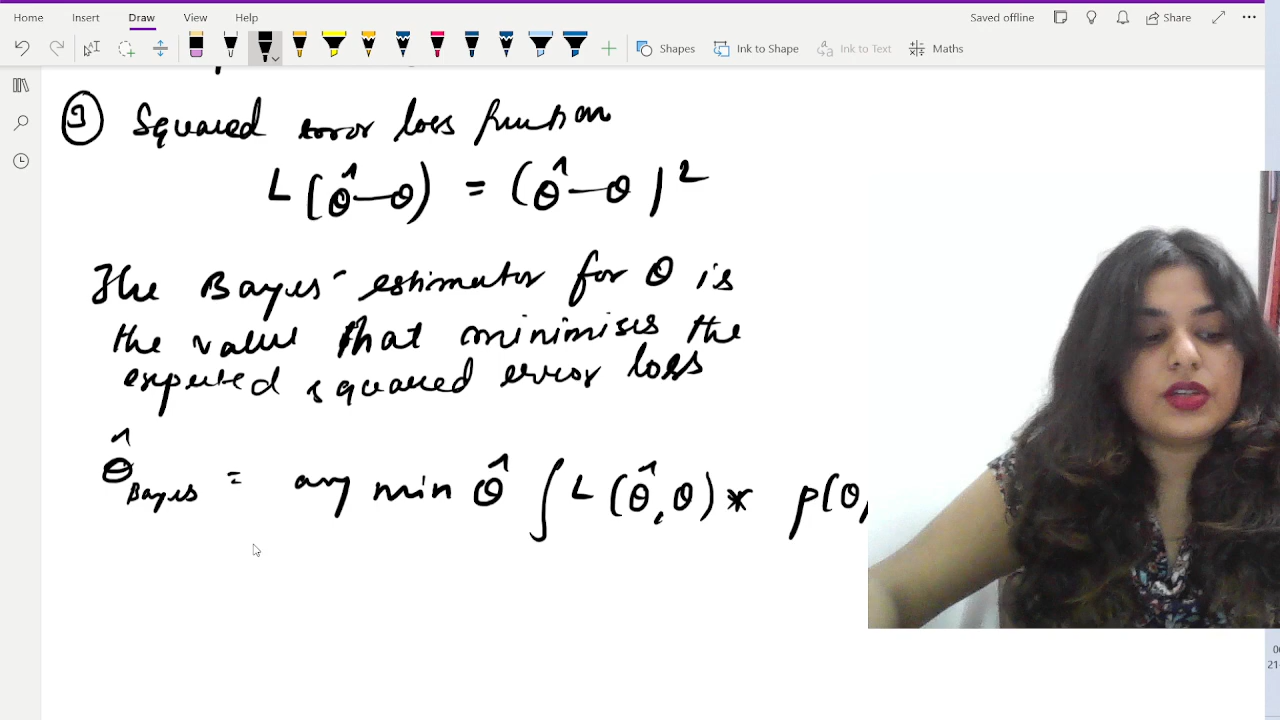 Home Insert Draw View Help Saved offline Share
Shapes Ink to Shape Ink to Text Maths
9 Squared error loss function
L(θ̂—θ) = (θ̂—θ)²
The Bayes' estimator for θ is
the value that minimises the
expected squared error loss
θ̂Bayes = arg min θ̂ ∫ L(θ̂,θ)* p(θ,
21-